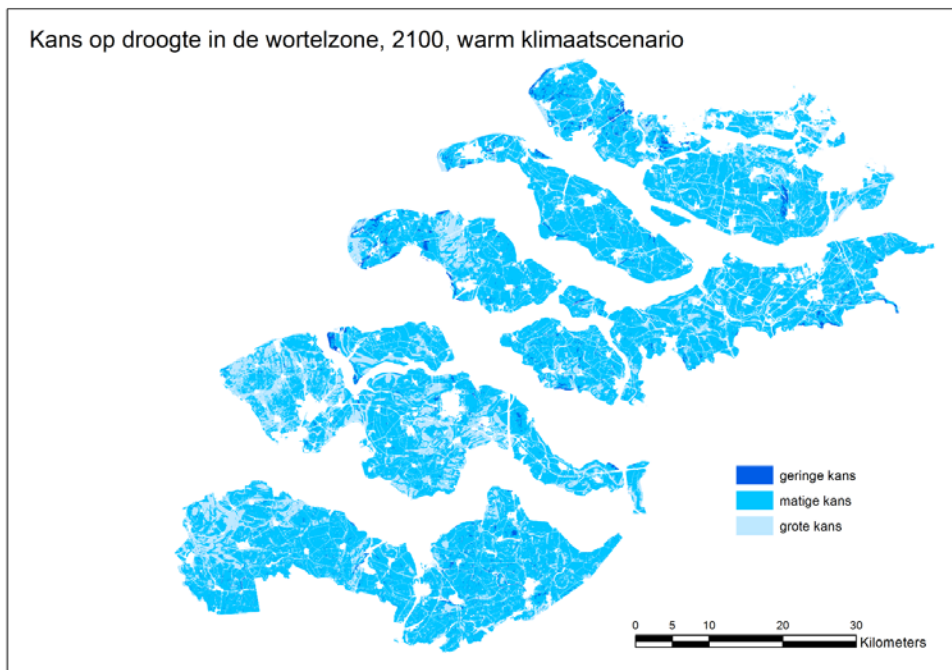 Kans op droogte in de wortelzone, 2100, warm klimaatscenario
geringe kans
matige kans
grote kans
0 5 10 20 30
Kilometers